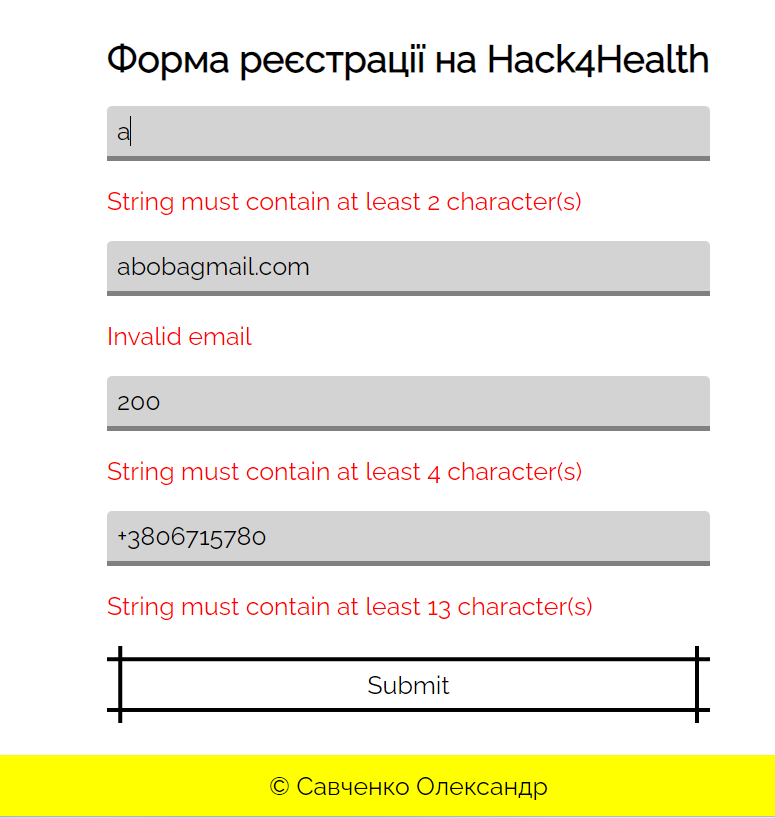 Форма реєстрації на Hack4Health
a
String must contain at least 2 character(s)
abobagmail.com
Invalid email
200
String must contain at least 4 character(s)
+3806715780
String must contain at least 13 character(s)
Submit
© Савченко Олександр